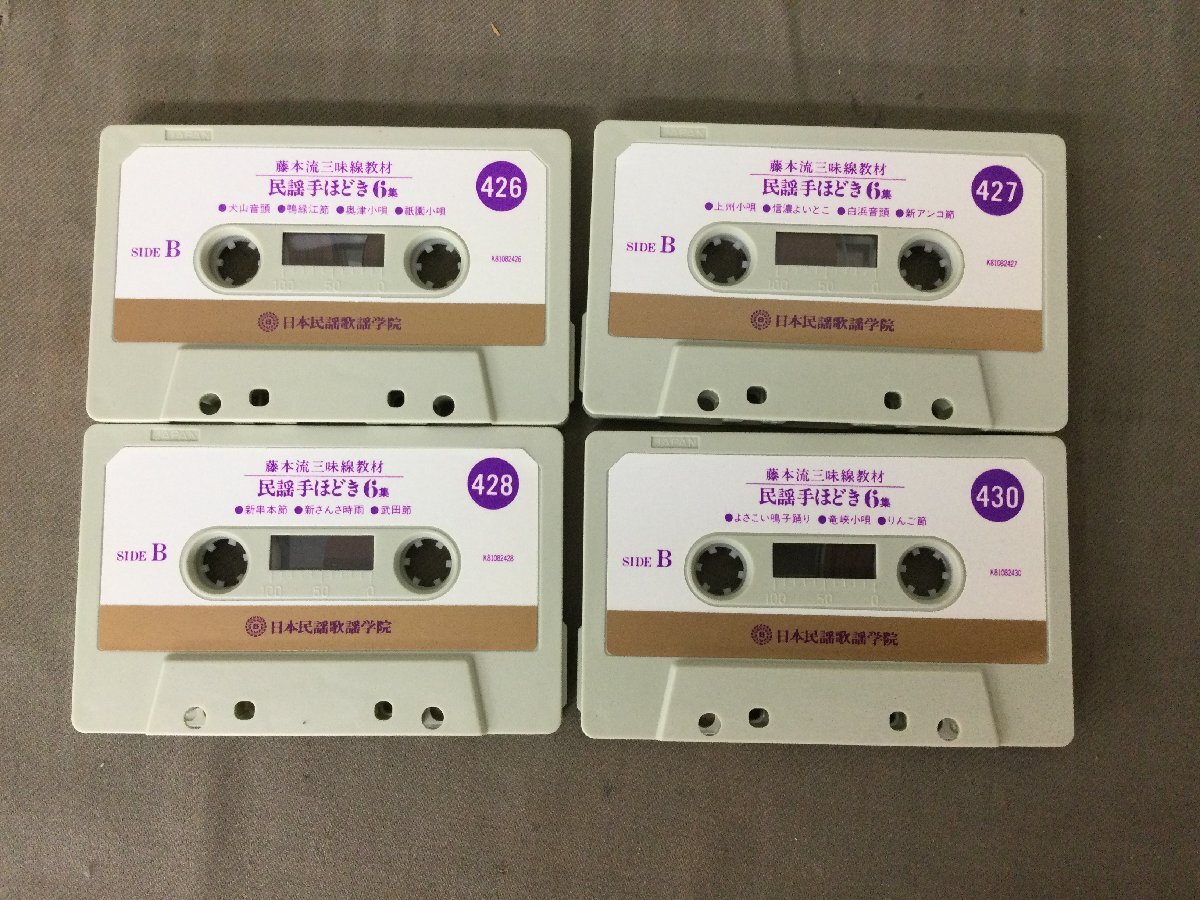 JAPAN
藤本流三味線教材
民謡手ほどき6集
426
●犬山音頭 ●鴨緑江節 ●奥津小唄 ●祇園小唄
SIDE B
K81082426
100 50 0
日本民謡歌謡学院
JAPAN
藤本流三味線教材
民謡手ほどき6集
427
●上州小唄 ●信濃よいとこ ●白浜音頭 ●新アンコ節
SIDE B
K81082427
100 50 0
日本民謡歌謡学院
JAPAN
藤本流三味線教材
民謡手ほどき6集
428
●新串本節 ●新さんさ時雨 ●武田節
SIDE B
K81082428
100 50 0
日本民謡歌謡学院
JAPAN
藤本流三味線教材
民謡手ほどき6集
430
●よさこい鳴子踊り ●竜峡小唄 ●りんご節
SIDE B
K81082430
100 50 0
日本民謡歌謡学院